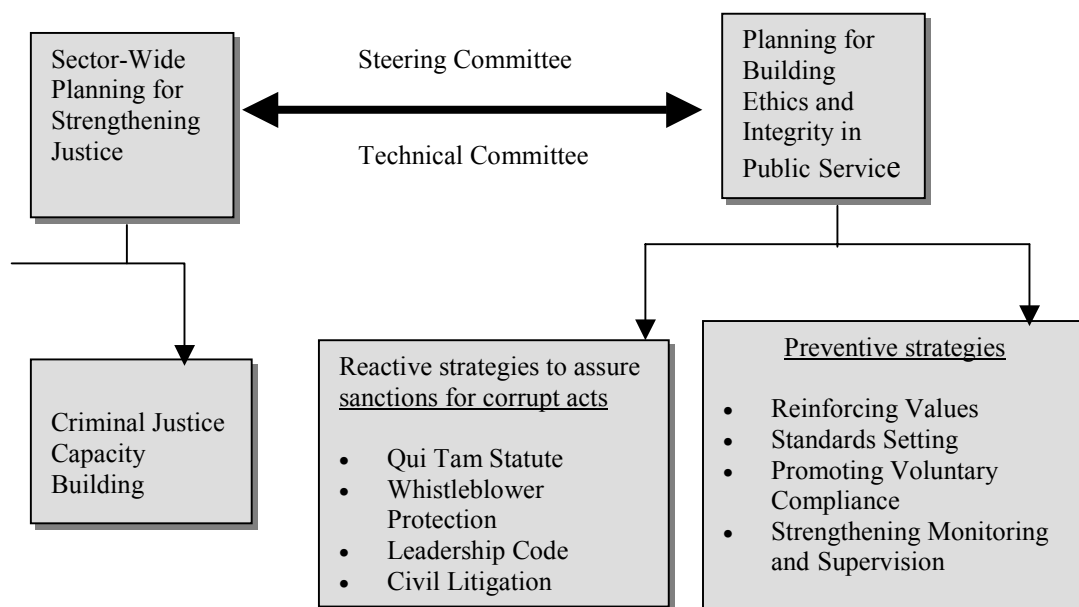 Sector-Wide
Planning for
Strengthening
Justice
Steering Committee
Technical Committee
Planning for
Building
Ethics and
Integrity in
Public Service
Criminal Justice
Capacity
Building
Reactive strategies to assure
sanctions for corrupt acts
• Qui Tam Statute
• Whistleblower
Protection
• Leadership Code
• Civil Litigation
Preventive strategies
• Reinforcing Values
• Standards Setting
• Promoting Voluntary
Compliance
• Strengthening Monitoring
and Supervision